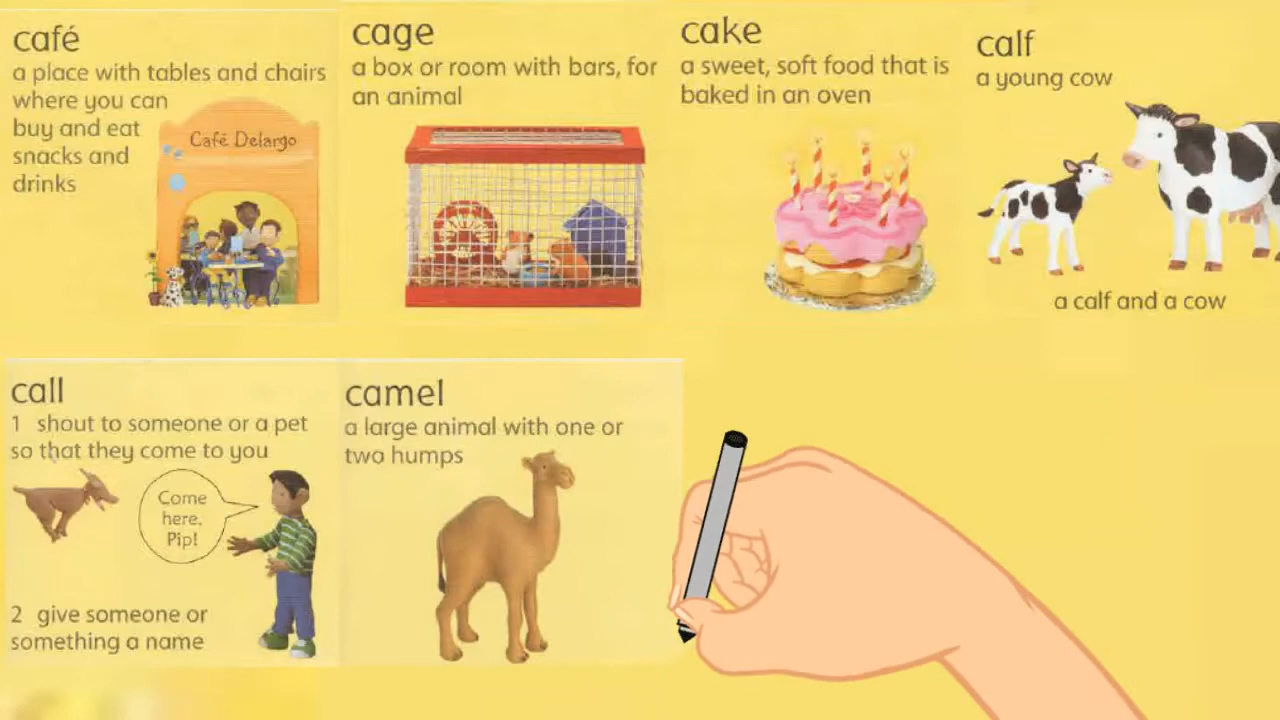 café
a place with tables and chairs
where you can
buy and eat
snacks and
drinks
Café Delargo
cage
a box or room with bars, for
an animal
cake
a sweet, soft food that is
baked in an oven
calf
a young cow
a calf and a cow
call
1 shout to someone or a pet
so that they come to you
Come
here,
Pip!
2 give someone or
something a name
camel
a large animal with one or
two humps